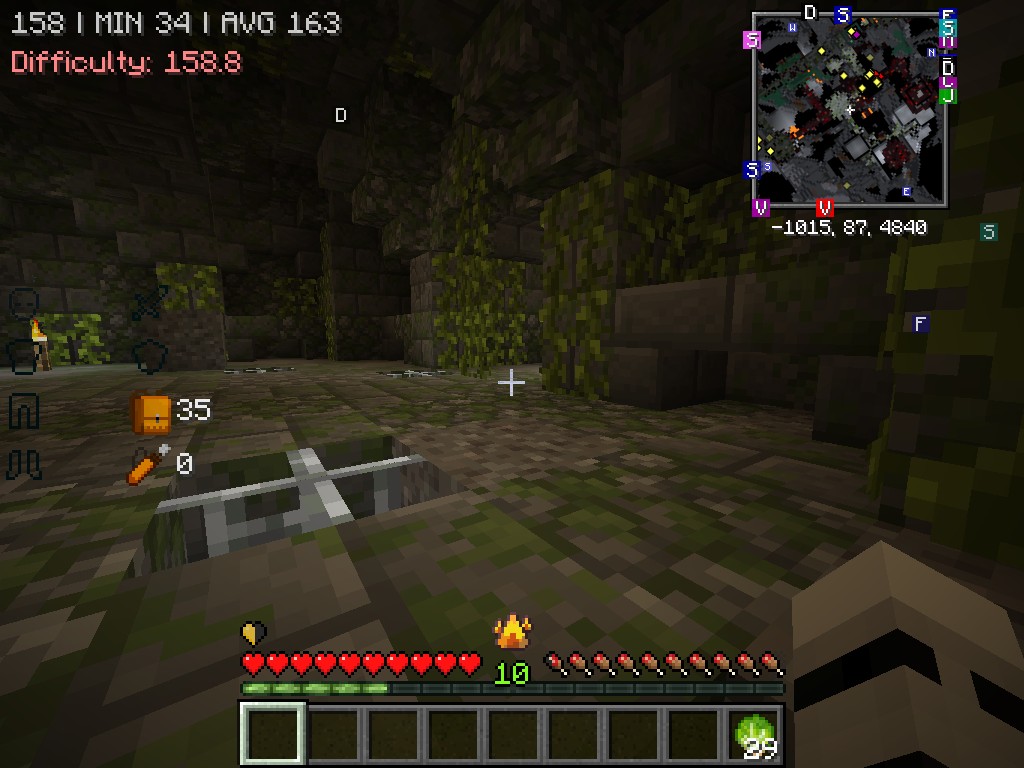 158 | MIN 34 | AVG 163
Difficulty: 158.8
D
D
S
W
S
F
S
N
D
J
S
S
E
V
V
-1015, 87, 4840
S
F
35
0
10
29